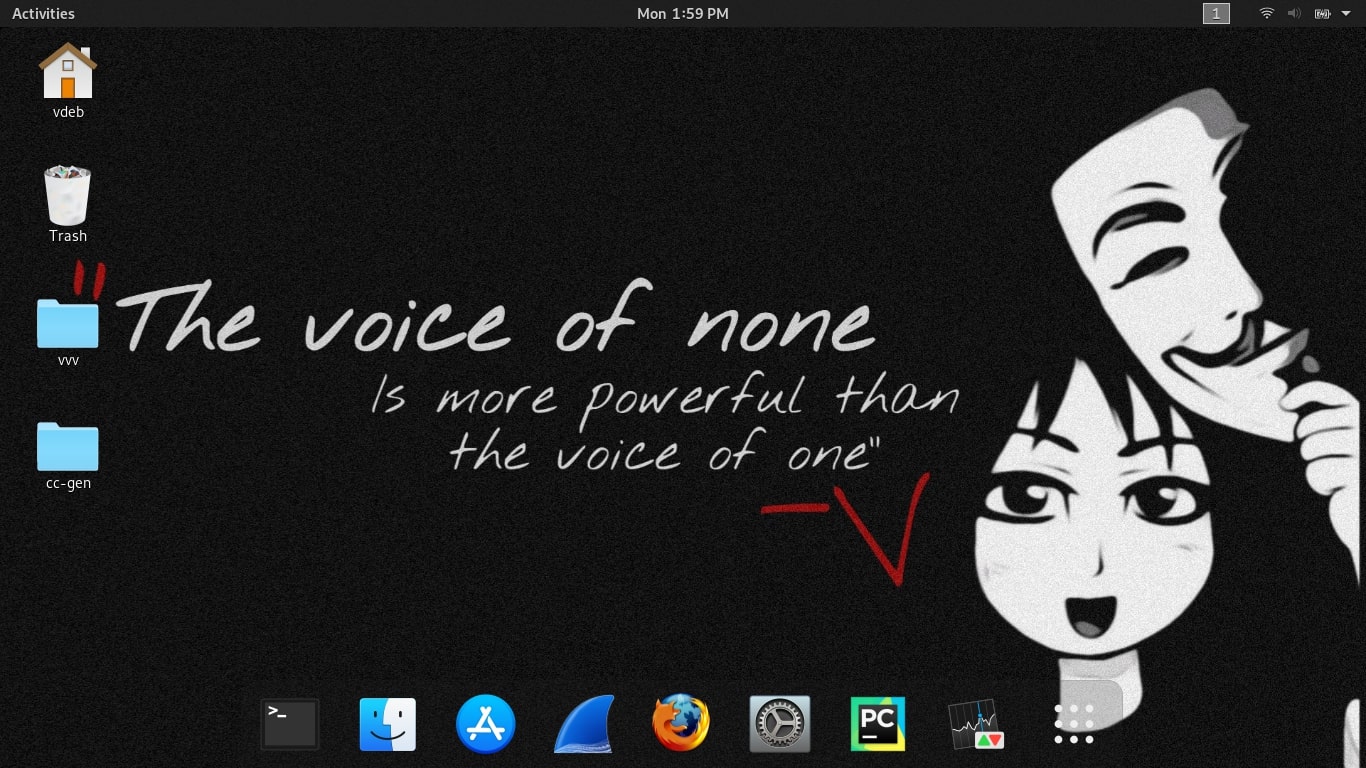 Activities
Mon 1:59 PM
1
vdeb
Trash
vvv
cc-gen
"The voice of none
Is more powerful than
the voice of one"
-V
>_
PC